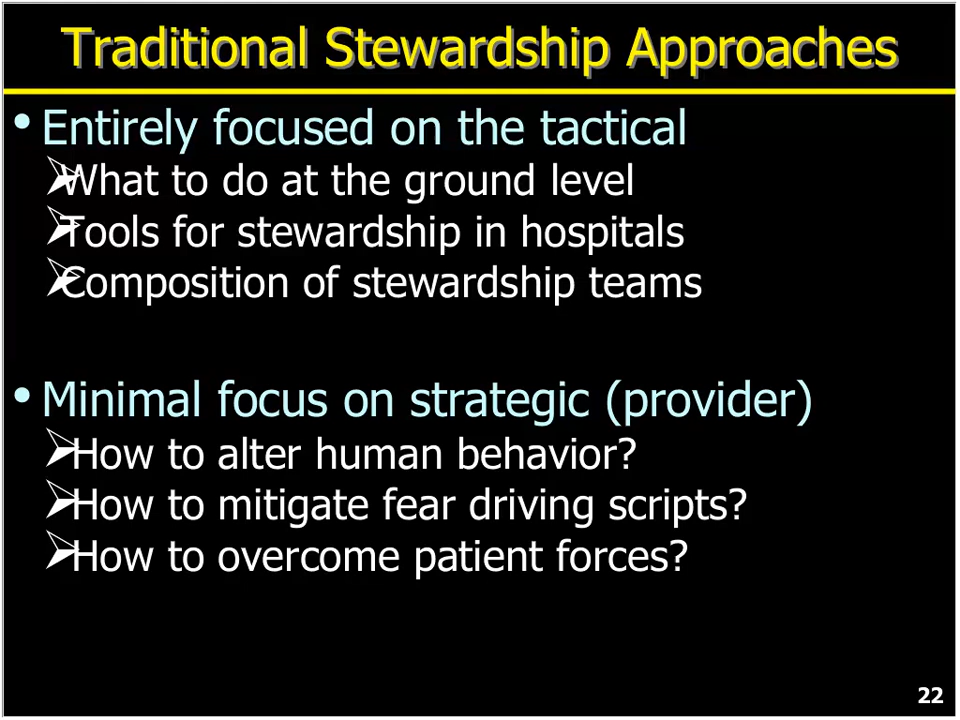 Traditional Stewardship Approaches
• Entirely focused on the tactical
➢What to do at the ground level
➢Tools for stewardship in hospitals
➢Composition of stewardship teams
• Minimal focus on strategic (provider)
➢How to alter human behavior?
➢How to mitigate fear driving scripts?
➢How to overcome patient forces?
22